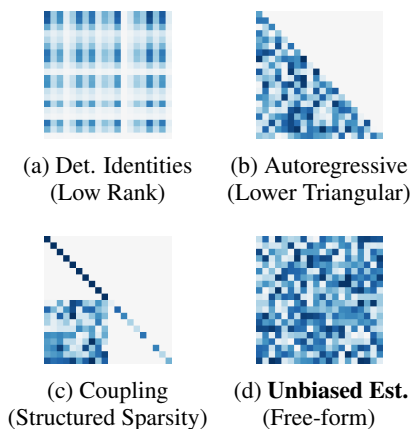 (a) Det. Identities
(Low Rank)
(b) Autoregressive
(Lower Triangular)
(c) Coupling
(Structured Sparsity)
(d) Unbiased Est.
(Free-form)